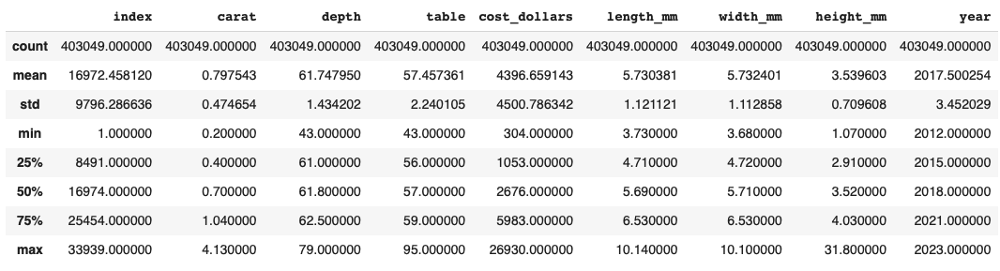 index carat depth table cost_dollars length_mm width_mm height_mm year
count 403049.000000 403049.000000 403049.000000 403049.000000 403049.000000 403049.000000 403049.000000 403049.000000 403049.000000
mean 16972.458120 0.797543 61.747950 57.457361 4396.659143 5.730381 5.732401 3.539603 2017.500254
std 9796.286636 0.474654 1.434202 2.240105 4500.786342 1.121121 1.112858 0.709608 3.452029
min 1.000000 0.200000 43.000000 43.000000 304.000000 3.730000 3.680000 1.070000 2012.000000
25% 8491.000000 0.400000 61.000000 56.000000 1053.000000 4.710000 4.720000 2.910000 2015.000000
50% 16974.000000 0.700000 61.800000 57.000000 2676.000000 5.690000 5.710000 3.520000 2018.000000
75% 25454.000000 1.040000 62.500000 59.000000 5983.000000 6.530000 6.530000 4.030000 2021.000000
max 33939.000000 4.130000 79.000000 95.000000 26930.000000 10.140000 10.100000 31.800000 2023.000000